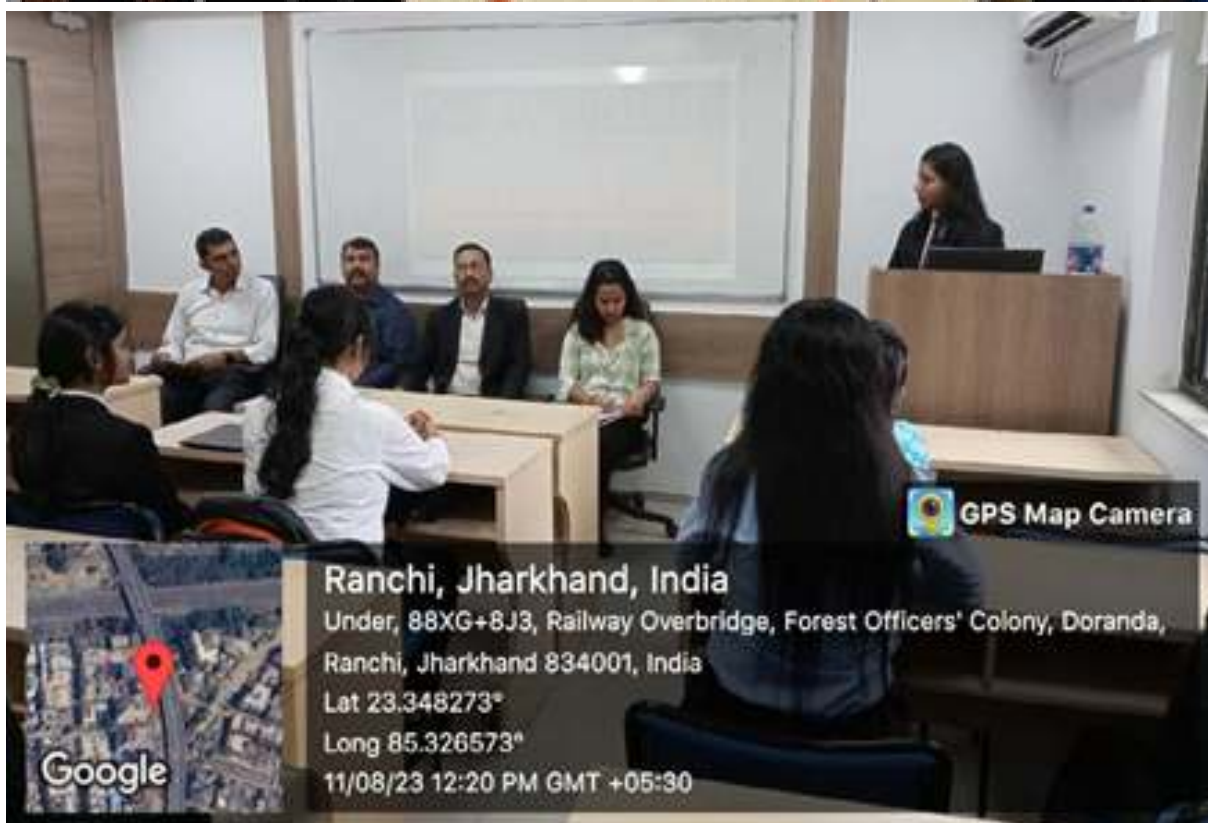 GPS Map Camera
Ranchi, Jharkhand, India
Under, 88XG+8J3, Railway Overbridge, Forest Officers' Colony, Doranda,
Ranchi, Jharkhand 834001, India
Lat 23.348273°
Long 85.326573°
11/08/23 12:20 PM GMT +05:30
Google